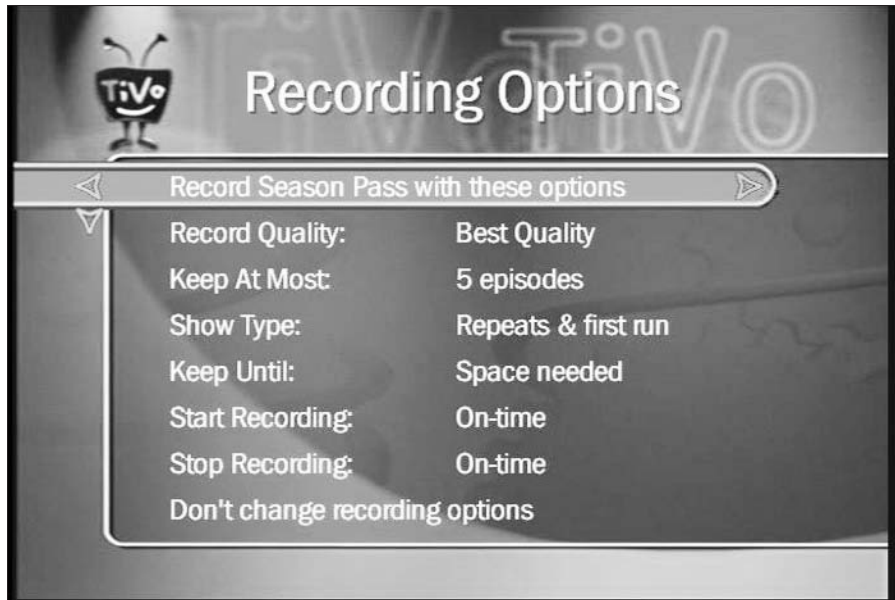 TiVo TiVo
TiVo
Recording Options
Record Season Pass with these options
Record Quality: Best Quality
Keep At Most: 5 episodes
Show Type: Repeats & first run
Keep Until: Space needed
Start Recording: On-time
Stop Recording: On-time
Don't change recording options